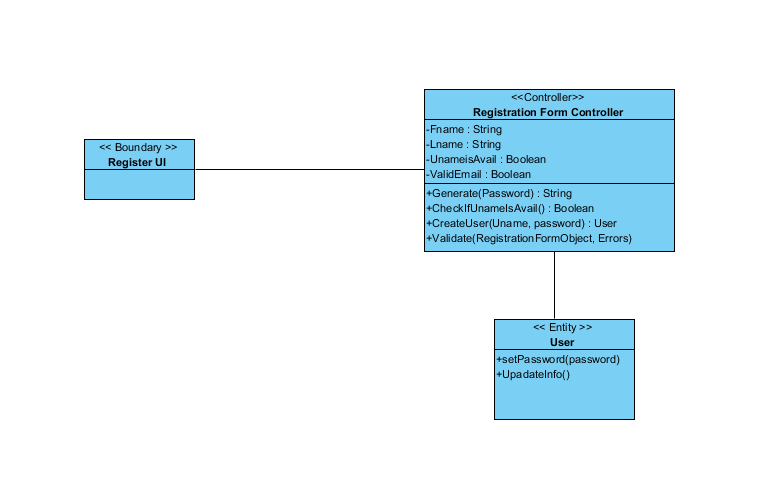 << Boundary >>
Register UI
<<Controller>>
Registration Form Controller
-Fname : String
-Lname : String
-UnameisAvail : Boolean
-ValidEmail : Boolean
+Generate(Password) : String
+CheckIfUnameIsAvail() : Boolean
+CreateUser(Uname, password) : User
+Validate(RegistrationFormObject, Errors)
<< Entity >>
User
+setPassword(password)
+UpadateInfo()